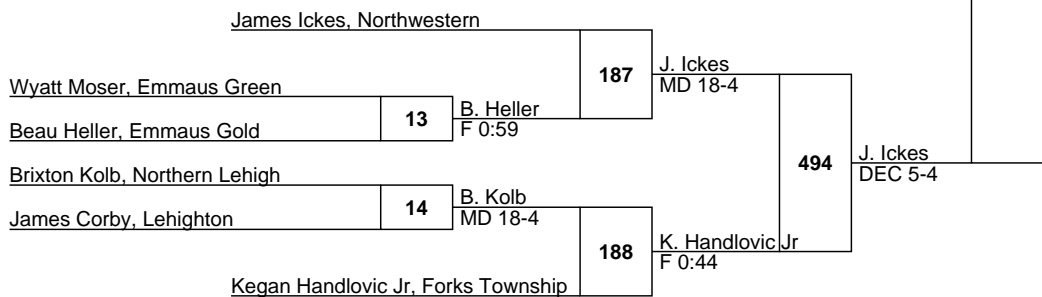 James Ickes, Northwestern
187
J. Ickes
MD 18-4
Wyatt Moser, Emmaus Green
13
B. Heller
F 0:59
Beau Heller, Emmaus Gold
494
J. Ickes
DEC 5-4
Brixton Kolb, Northern Lehigh
14
B. Kolb
MD 18-4
James Corby, Lehighton
188
K. Handlovic Jr
F 0:44
Kegan Handlovic Jr, Forks Township